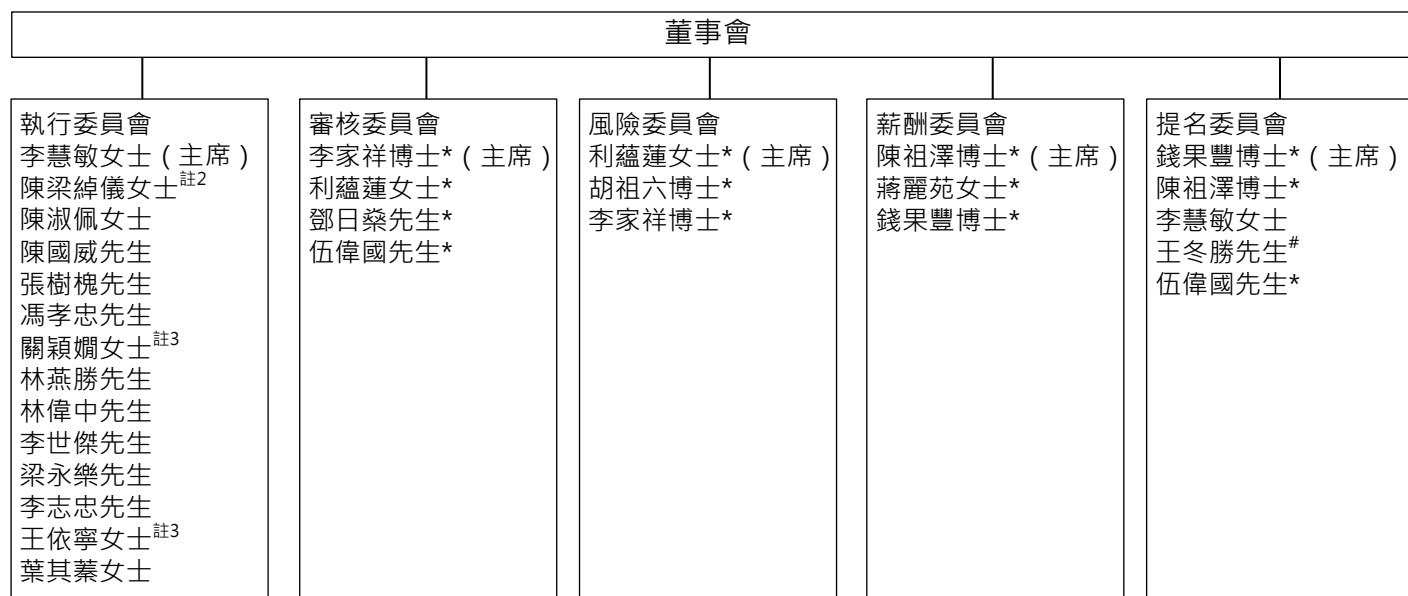 董事會
執行委員會
李慧敏女士（主席）
陳梁綽儀女士註2
陳淑佩女士
陳國威先生
張樹槐先生
馮孝忠先生
關穎嫺女士註3
林燕勝先生
林偉中先生
李世傑先生
梁永樂先生
李志忠先生
王依寧女士註3
葉其蓁女士
審核委員會
李家祥博士*（主席）
利蘊蓮女士*
鄧日燊先生*
伍偉國先生*
風險委員會
利蘊蓮女士*（主席）
胡祖六博士*
李家祥博士*
薪酬委員會
陳祖澤博士*（主席）
蔣麗苑女士*
錢果豐博士*
提名委員會
錢果豐博士*（主席）
陳祖澤博士*
李慧敏女士
王冬勝先生#
伍偉國先生*